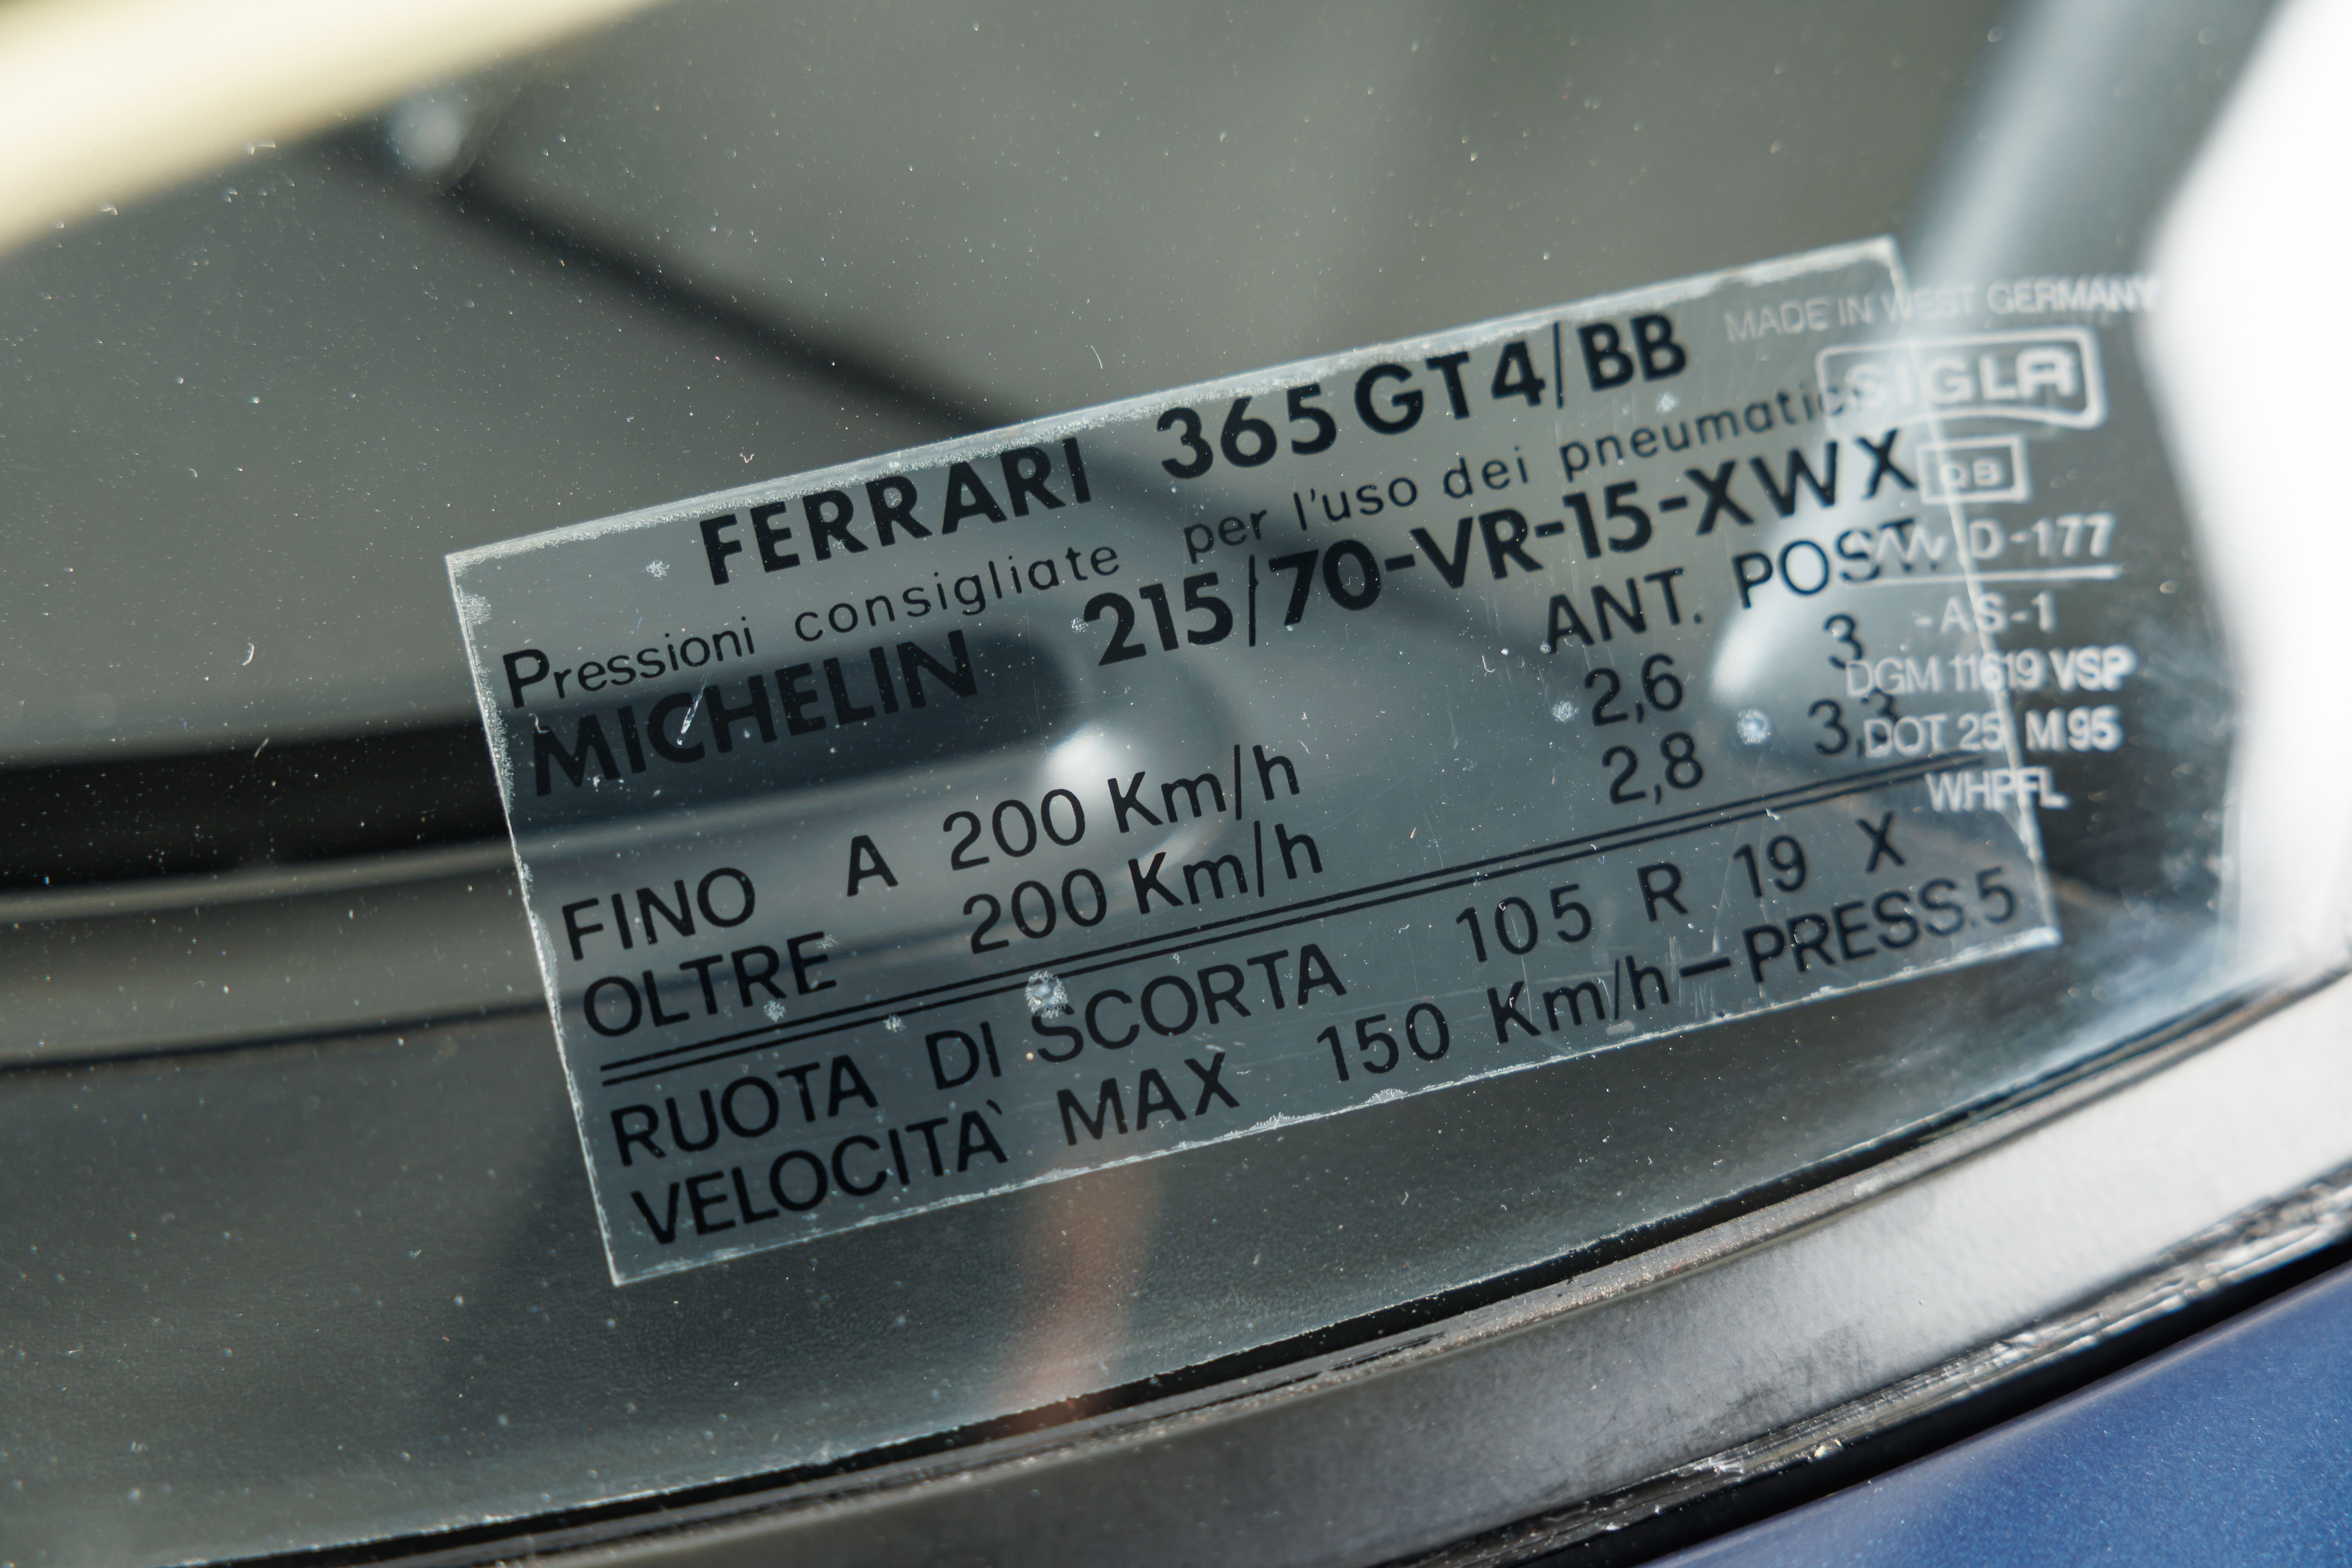 FERRARI 365 GT4/BB
Pressioni consigliate per l'uso dei pneumatici
MICHELIN 215/70-VR-15-XWX
ANT. POST.
FINO A 200 Km/h 2,6 3
OLTRE 200 Km/h 2,8 3,3
RUOTA DI SCORTA 105 R 19 X
VELOCITÀ MAX 150 Km/h—PRESS.5
MADE IN WEST GERMANY
SIGLA
DB
D-177
-AS-1
DGM 11619 VSP
DOT 25 M 95
WHPFL